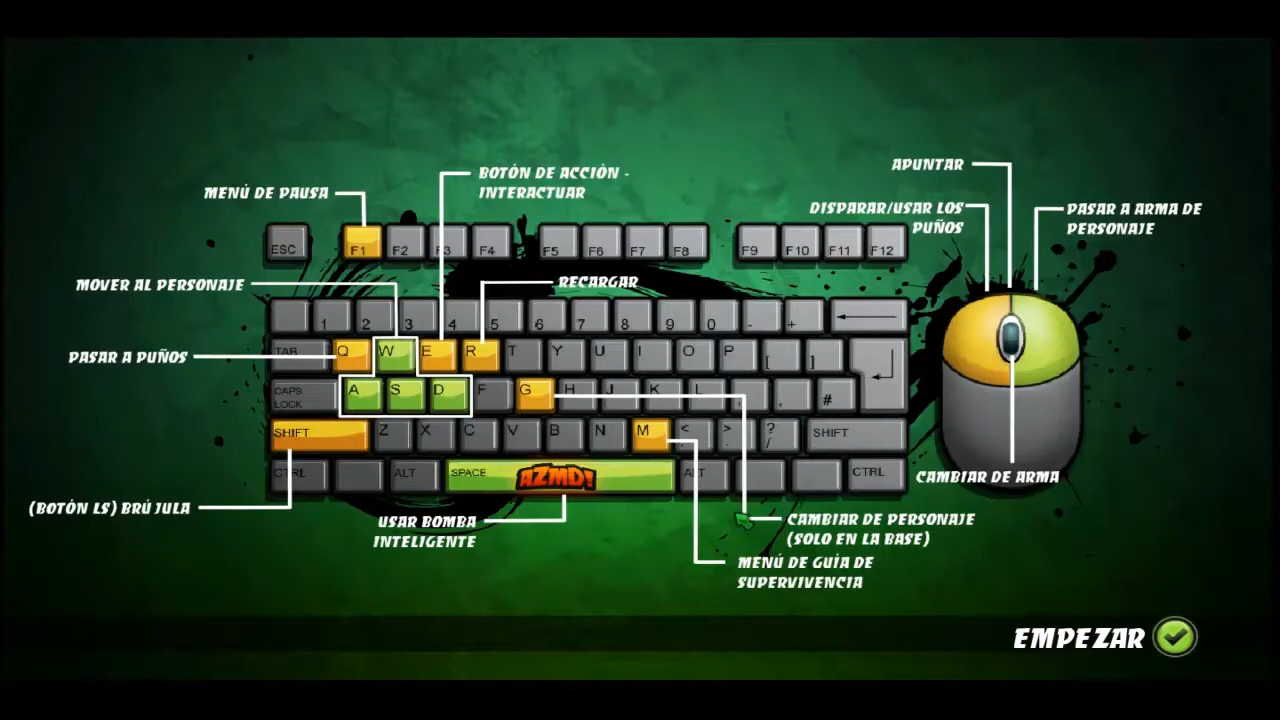 APUNTAR
BOTÓN DE ACCIÓN -
INTERACTUAR
MENÚ DE PAUSA
DISPARAR/USAR LOS
PUÑOS
PASAR A ARMA DE
PERSONAJE
ESC F1 F2 F3 F4 F5 F6 F7 F8 F9 F10 F11 F12
MOVER AL PERSONAJE
RECARGAR
1 2 3 4 5 6 7 8 9 0 - +
PASAR A PUÑOS
TAB Q W E R T Y U I O P [ ]
CAPS
LOCK
A S D F G H J K L ; , #
SHIFT Z X C V B N M < > ? / SHIFT
CTRL ALT SPACE AZMD! ALT CTRL
CAMBIAR DE ARMA
(BOTÓN LS) BRÚJULA
USAR BOMBA
INTELIGENTE
CAMBIAR DE PERSONAJE
(SOLO EN LA BASE)
MENÚ DE GUÍA DE
SUPERVIVENCIA
EMPEZAR